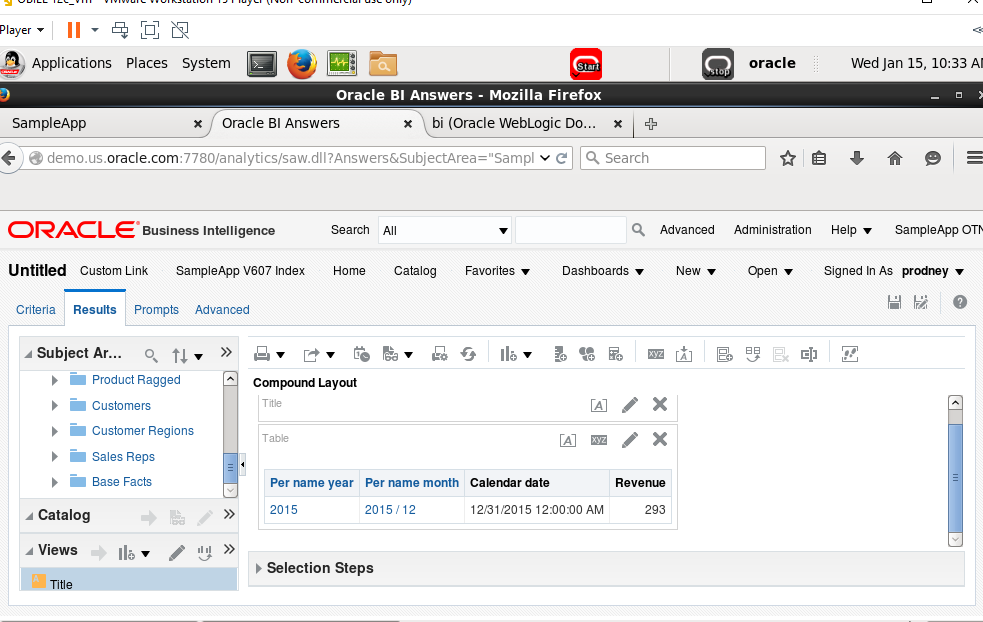 OBIEE 12c_vm - VMware Workstation 15 Player (Non-commercial use only)
Player
Applications Places System Start stop oracle Wed Jan 15, 10:33 AM
Oracle BI Answers - Mozilla Firefox
SampleApp Oracle BI Answers bi (Oracle WebLogic Do...
demo.us.oracle.com:7780/analytics/saw.dll?Answers&SubjectArea="Sampl Search
ORACLE Business Intelligence Search All Advanced Administration Help SampleApp OTN
Untitled Custom Link SampleApp V607 Index Home Catalog Favorites Dashboards New Open Signed In As prodney
Criteria Results Prompts Advanced
Subject Ar...
Product Ragged
Customers
Customer Regions
Sales Reps
Base Facts
Catalog
Views
Title
Compound Layout
Title
Table
Per name year Per name month Calendar date Revenue
2015 2015 / 12 12/31/2015 12:00:00 AM 293
Selection Steps